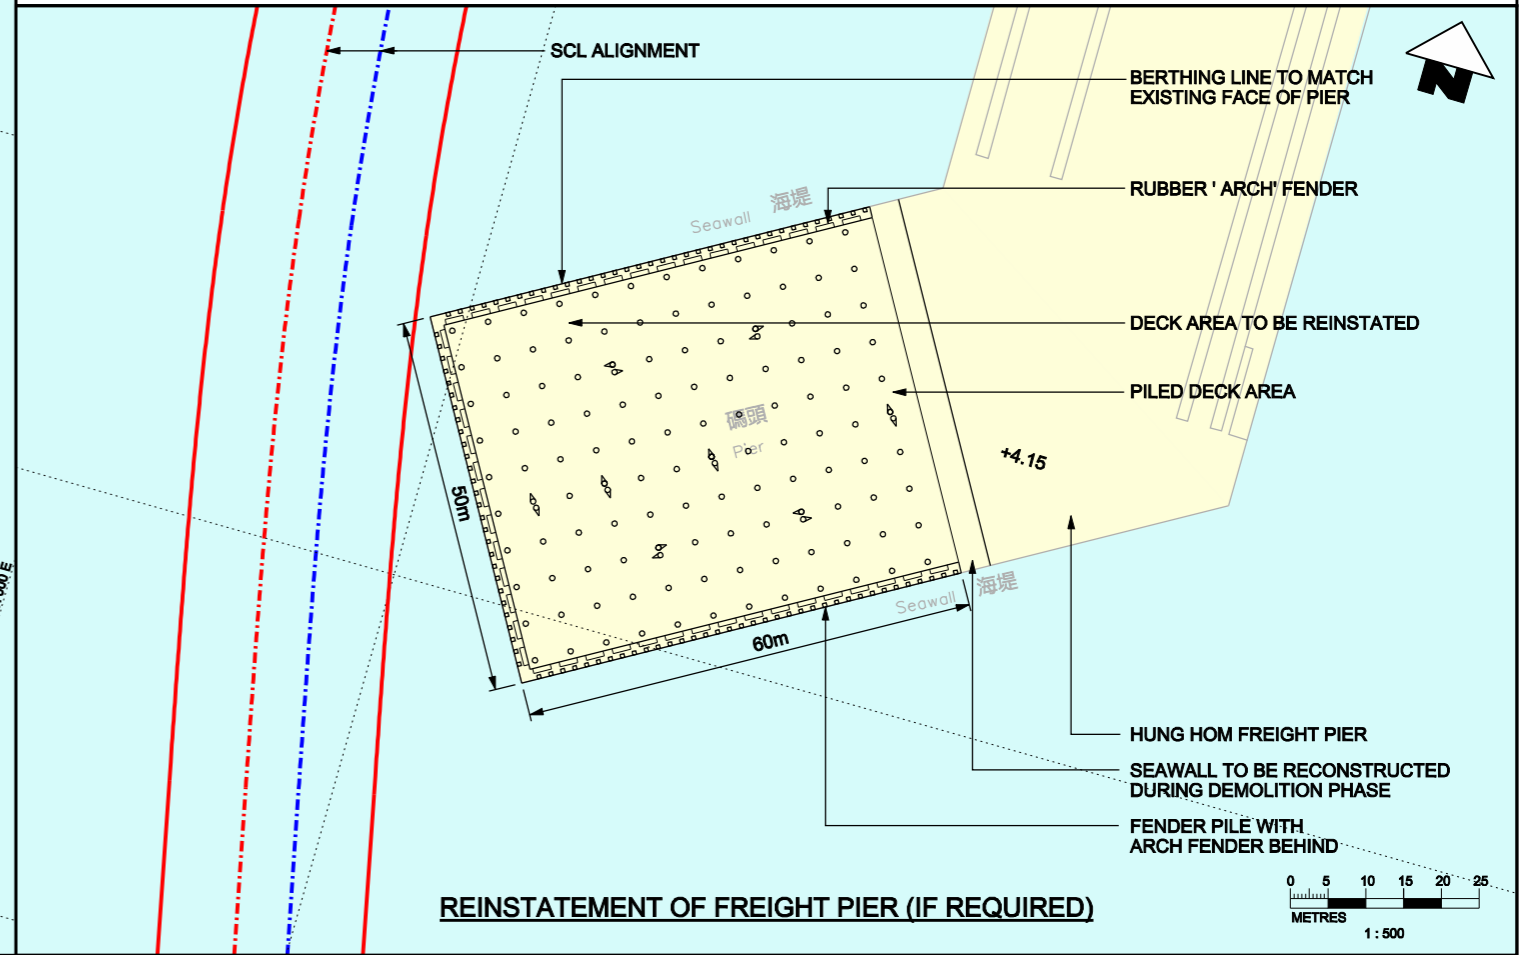 SCL ALIGNMENT
BERTHING LINE TO MATCH
EXISTING FACE OF PIER
RUBBER ' ARCH' FENDER
Seawall 海堤
DECK AREA TO BE REINSTATED
PILED DECK AREA
碼頭
Pier
+4.15
50m
60m
Seawall 海堤
HUNG HOM FREIGHT PIER
SEAWALL TO BE RECONSTRUCTED
DURING DEMOLITION PHASE
FENDER PILE WITH
ARCH FENDER BEHIND
REINSTATEMENT OF FREIGHT PIER (IF REQUIRED)
0 5 10 15 20 25
METRES
1 : 500
N